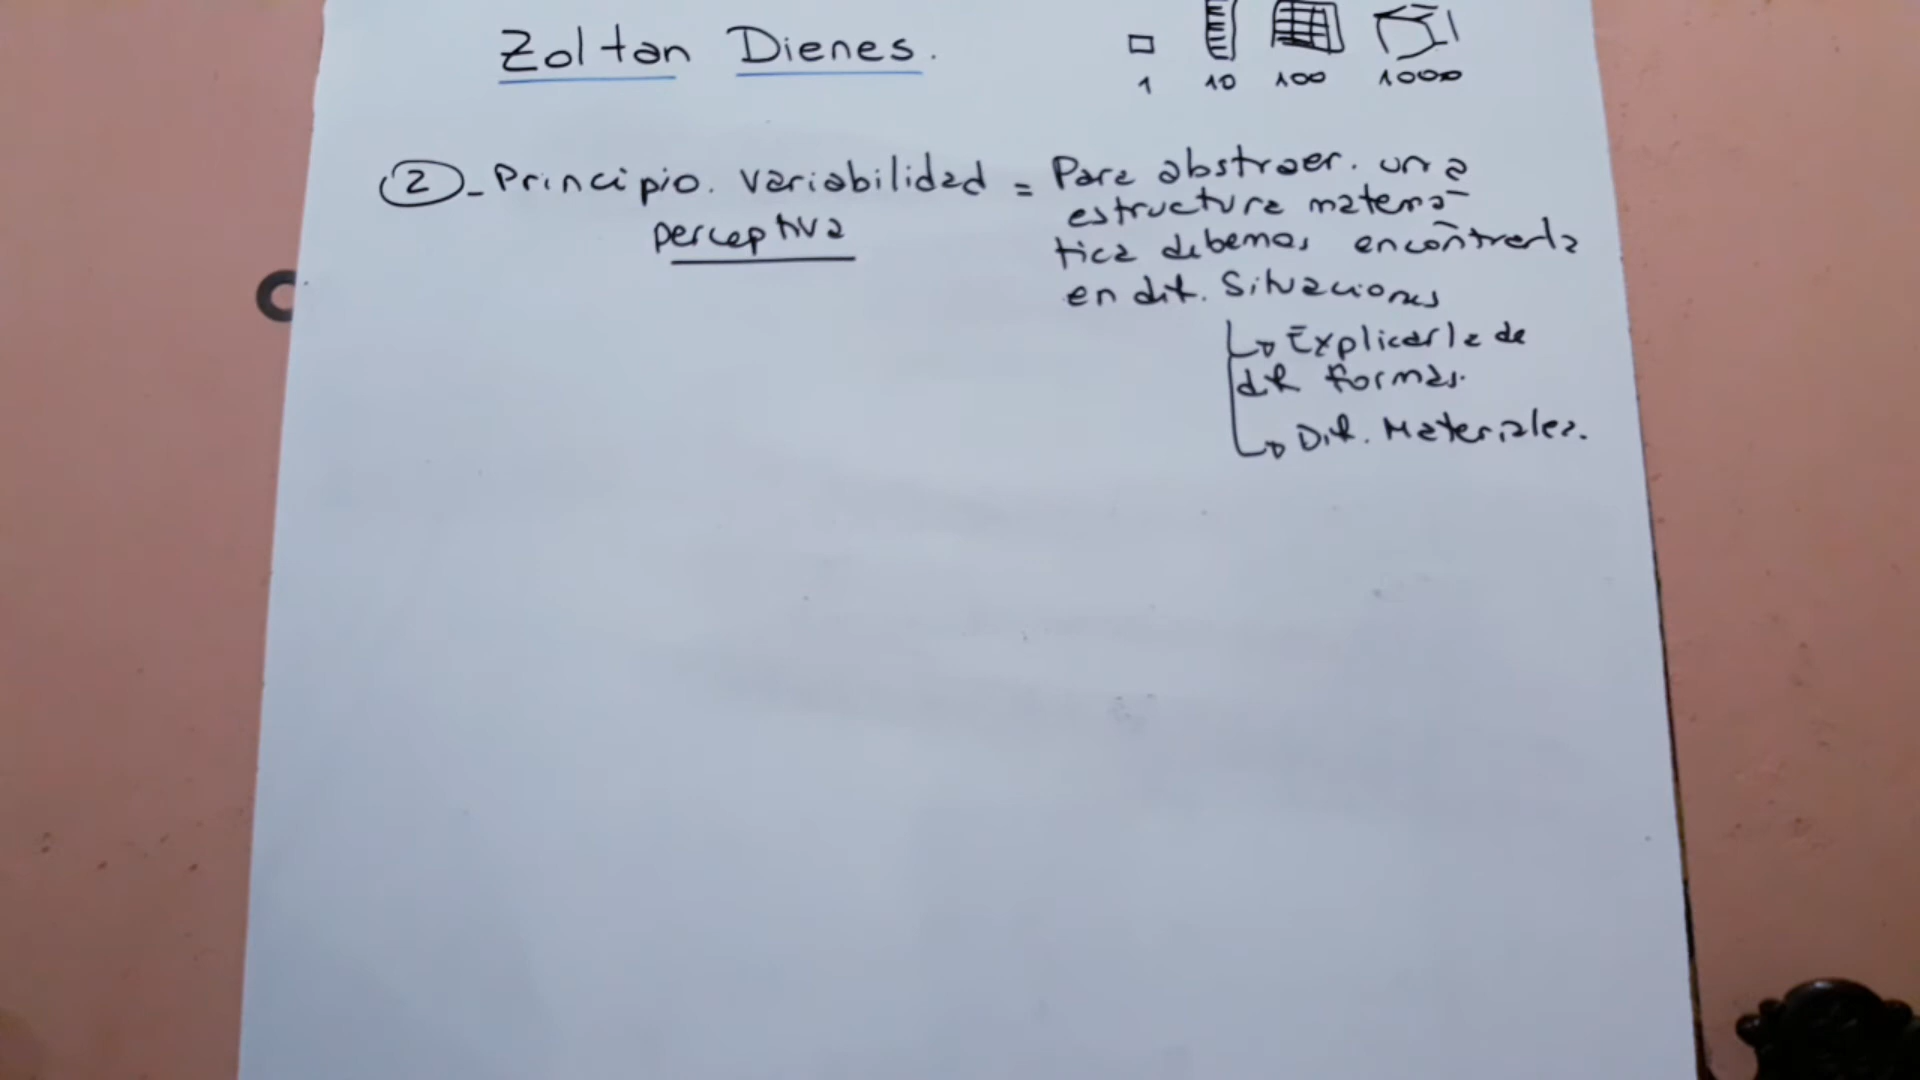 Zoltan Dienes.
1 10 100 1000
2 - Principio. Variabilidad = Para abstraer. una
perceptiva
estructura matemá-
tica debemos encontrarla
en dif. Situaciones
Explicarla de
dif formas.
Dif. Materiales.